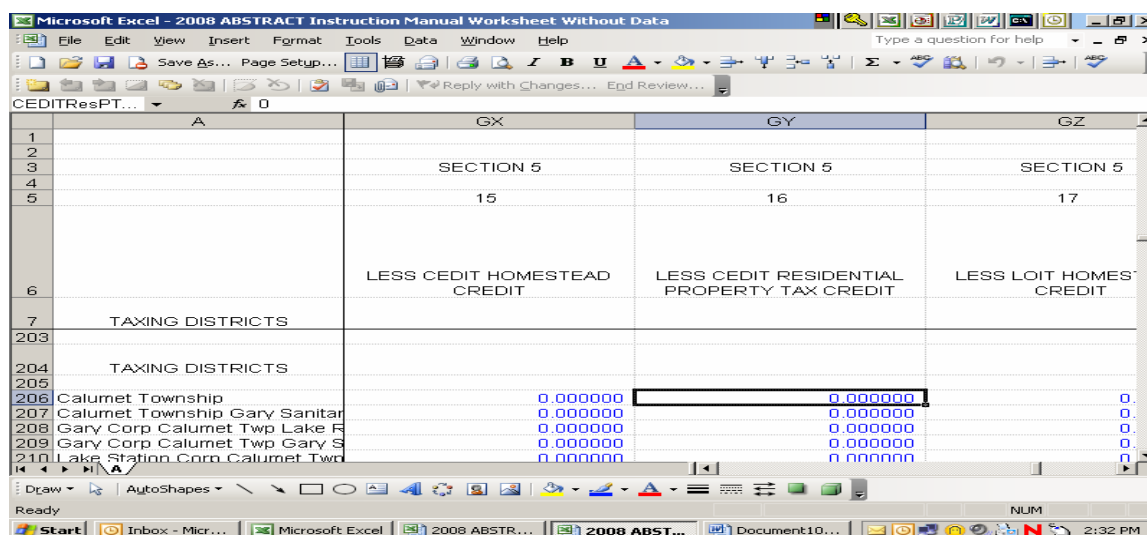 Microsoft Excel - 2008 ABSTRACT Instruction Manual Worksheet Without Data
File Edit View Insert Format Tools Data Window Help Type a question for help
Save As... Page Setup... I B U A
Reply with Changes... End Review...
CEDITResPT... fx 0
A GX GY GZ
1
2
3 SECTION 5 SECTION 5 SECTION 5
4
5 15 16 17
LESS CEDIT HOMESTEAD LESS CEDIT RESIDENTIAL LESS LOIT HOMES
6 CREDIT PROPERTY TAX CREDIT CREDIT
7 TAXING DISTRICTS
203
204 TAXING DISTRICTS
205
206 Calumet Township 0.000000 0.000000 0.
207 Calumet Township Gary Sanitar 0.000000 0.000000 0.
208 Gary Corp Calumet Twp Lake R 0.000000 0.000000 0.
209 Gary Corp Calumet Twp Gary S 0.000000 0.000000 0.
210 Lake Station Corp Calumet Twp 0.000000 0.000000 0.
A
Draw AutoShapes A
Ready NUM
Start Inbox - Micr... Microsoft Excel 2008 ABSTR... 2008 ABST... Document10... N 2:32 PM